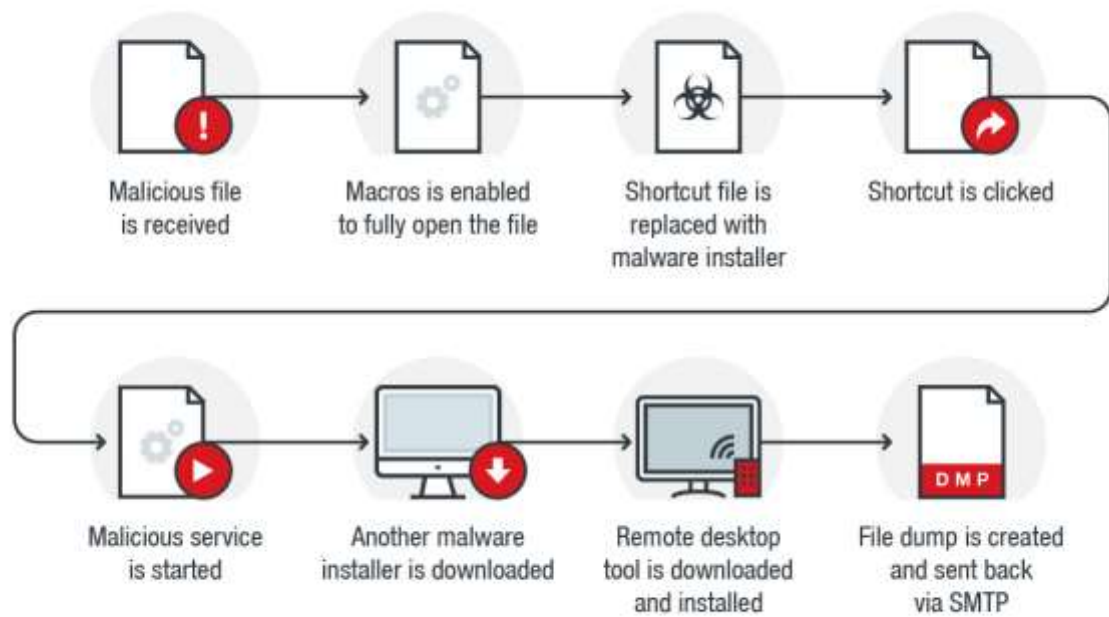 Malicious file
is received
Macros is enabled
to fully open the file
Shortcut file is
replaced with
malware installer
Shortcut is clicked
Malicious service
is started
Another malware
installer is downloaded
Remote desktop
tool is downloaded
and installed
DMP
File dump is created
and sent back
via SMTP